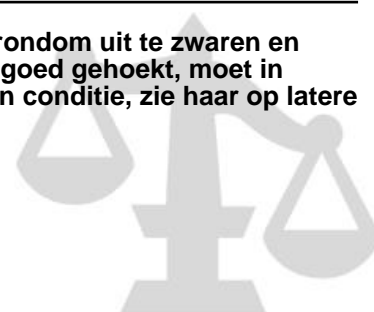 rondom uit te zwaren en
goed gehoekt, moet in
n conditie, zie haar op latere